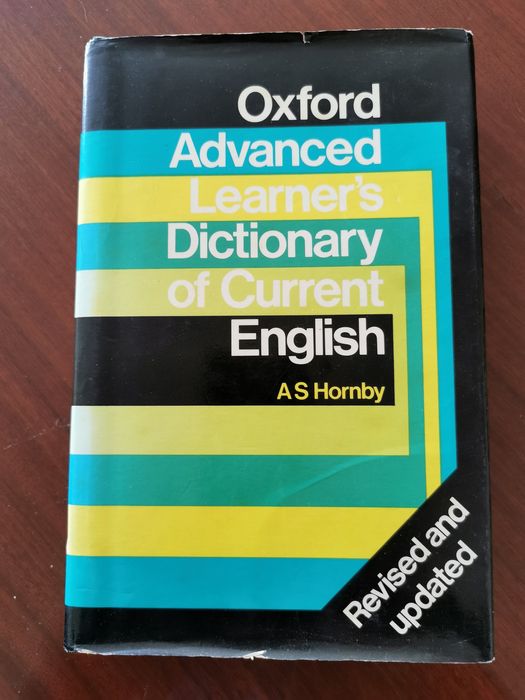 Oxford
Advanced
Learner's
Dictionary
of Current
English
A S Hornby
Revised and
updated